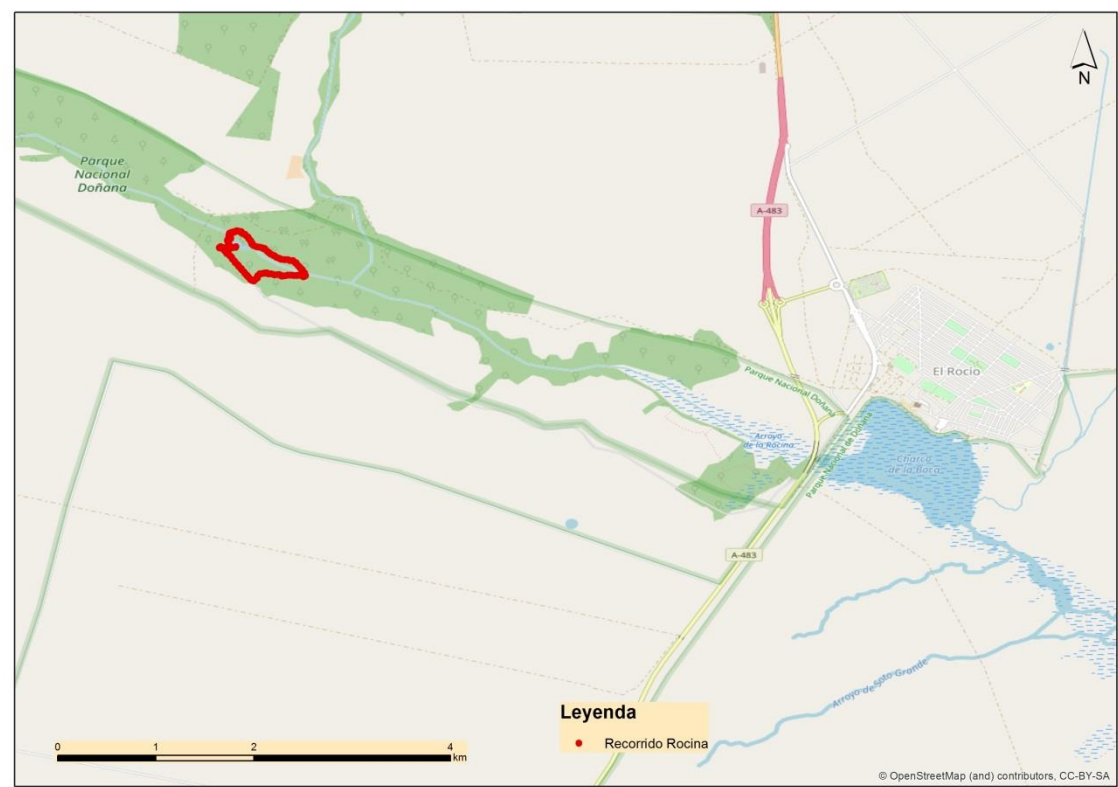 N
Parque
Nacional
Doñana
A-483
El Rocio
Parque Nacional Doñana
Arroyo
de la Rocina
Parque Nacional de Doñana
Charco
de la Boca
A-483
Arroyo de Soto Grande
Leyenda
Recorrido Rocina
0 1 2 4
km
© OpenStreetMap (and) contributors, CC-BY-SA